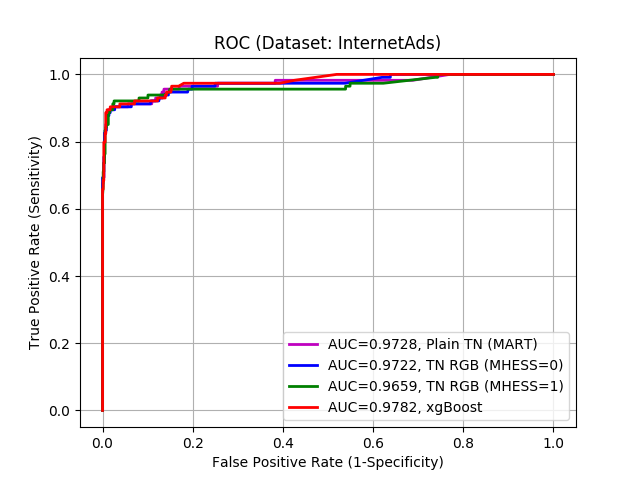 ROC (Dataset: InternetAds)
True Positive Rate (Sensitivity)
1.0
0.8
0.6
0.4
0.2
0.0
AUC=0.9728, Plain TN (MART)
AUC=0.9722, TN RGB (MHESS=0)
AUC=0.9659, TN RGB (MHESS=1)
AUC=0.9782, xgBoost
0.0 0.2 0.4 0.6 0.8 1.0
False Positive Rate (1-Specificity)